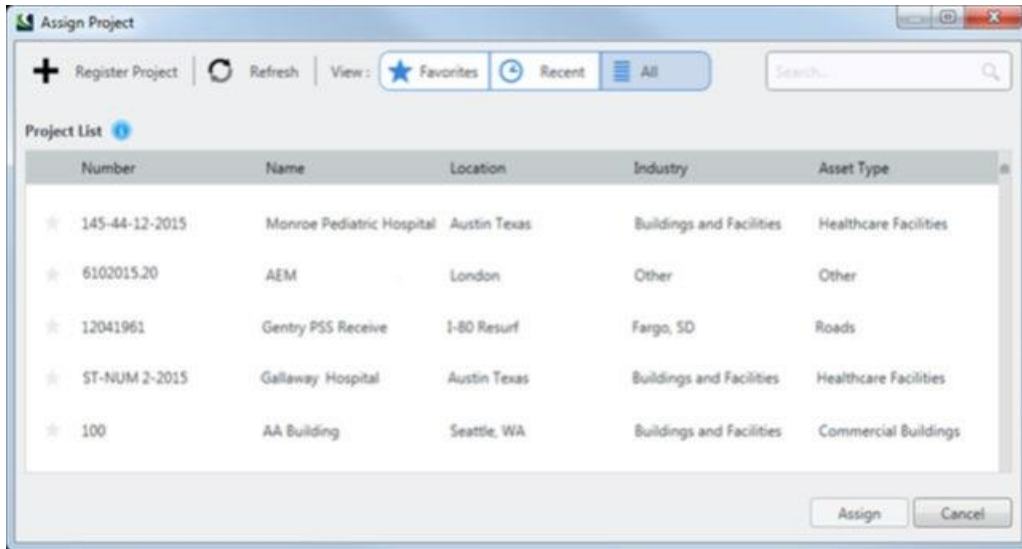 Assign Project
Register Project Refresh View : Favorites Recent All Search...
Project List
Number Name Location Industry Asset Type
145-44-12-2015 Monroe Pediatric Hospital Austin Texas Buildings and Facilities Healthcare Facilities
6102015.20 AEM London Other Other
12041961 Gentry PSS Receive I-80 Resurf Fargo, SD Roads
ST-NUM 2-2015 Gallaway Hospital Austin Texas Buildings and Facilities Healthcare Facilities
100 AA Building Seattle, WA Buildings and Facilities Commercial Buildings
Assign Cancel